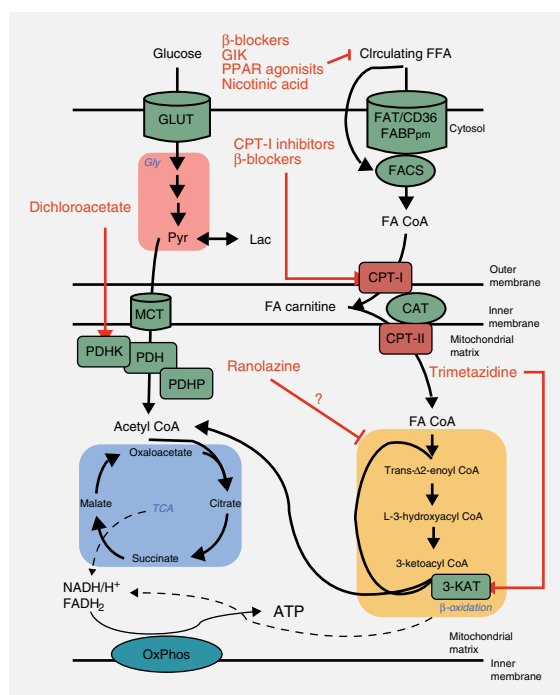 β-blockers
GIK
PPAR agonisits
Nicotinic acid
Glucose
CIrculating FFA
GLUT
FAT/CD36
FABPpm
Cytosol
Gly
CPT-I inhibitors
β-blockers
FACS
Dichloroacetate
FA CoA
Pyr
Lac
CPT-I
Outer
membrane
FA carnitine
CAT
MCT
Inner
membrane
CPT-II
Mitochondrial
matrix
PDHK
PDH
PDHP
Ranolazine
Trimetazidine
?
Acetyl CoA
FA CoA
Oxaloacetate
Trans-Δ2-enoyl CoA
Malate
TCA
Citrate
L-3-hydroxyacyl CoA
Succinate
3-ketoacyl CoA
3-KAT
β-oxidation
NADH/H+
FADH2
ATP
Mitochondrial
matrix
OxPhos
Inner
membrane